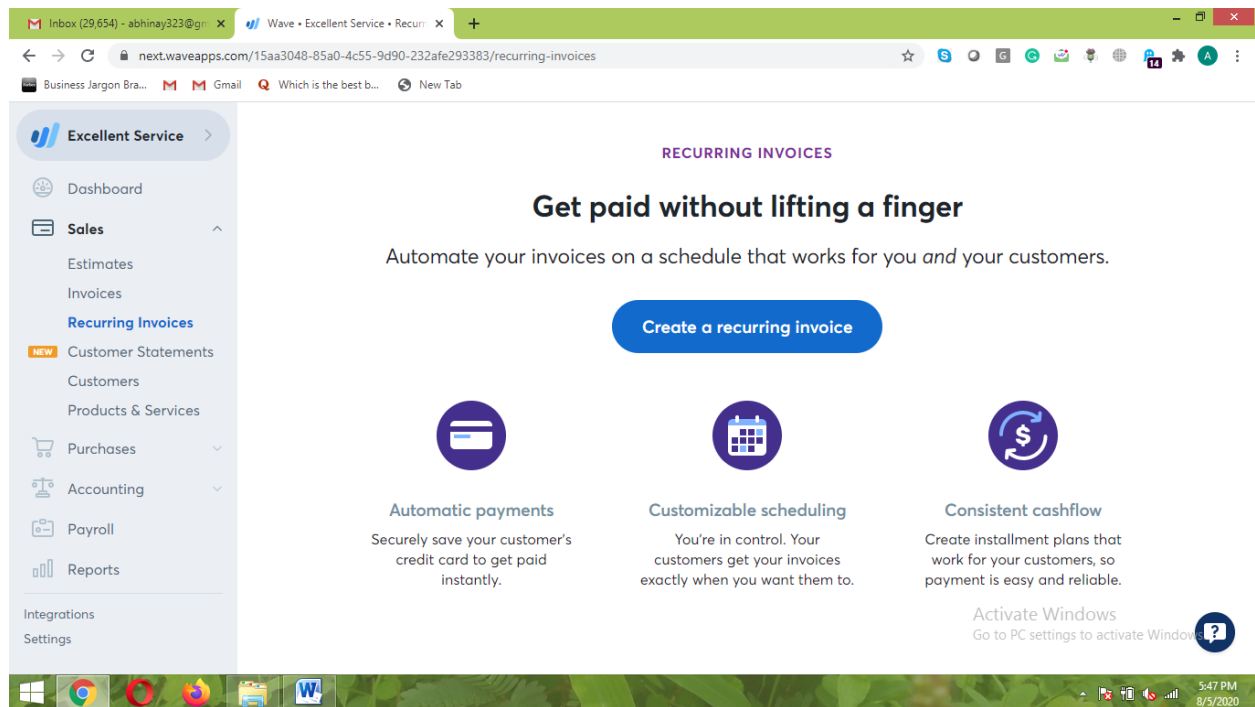 Inbox (29,654) - abhinay323@gm
Wave • Excellent Service • Recurr
next.waveapps.com/15aa3048-85a0-4c55-9d90-232afe293383/recurring-invoices
14
A
Business Jargon Bra...
Gmail
Which is the best b...
New Tab
Excellent Service
RECURRING INVOICES
Dashboard
Get paid without lifting a finger
Sales
Automate your invoices on a schedule that works for you and your customers.
Estimates
Invoices
Recurring Invoices
Create a recurring invoice
NEW Customer Statements
Customers
Products & Services
Purchases
Accounting
Payroll
Reports
Integrations
Settings
Automatic payments
Securely save your customer's
credit card to get paid
instantly.
Customizable scheduling
You're in control. Your
customers get your invoices
exactly when you want them to.
Consistent cashflow
Create installment plans that
work for your customers, so
payment is easy and reliable.
Activate Windows
Go to PC settings to activate Windows
5:47 PM
8/5/2020